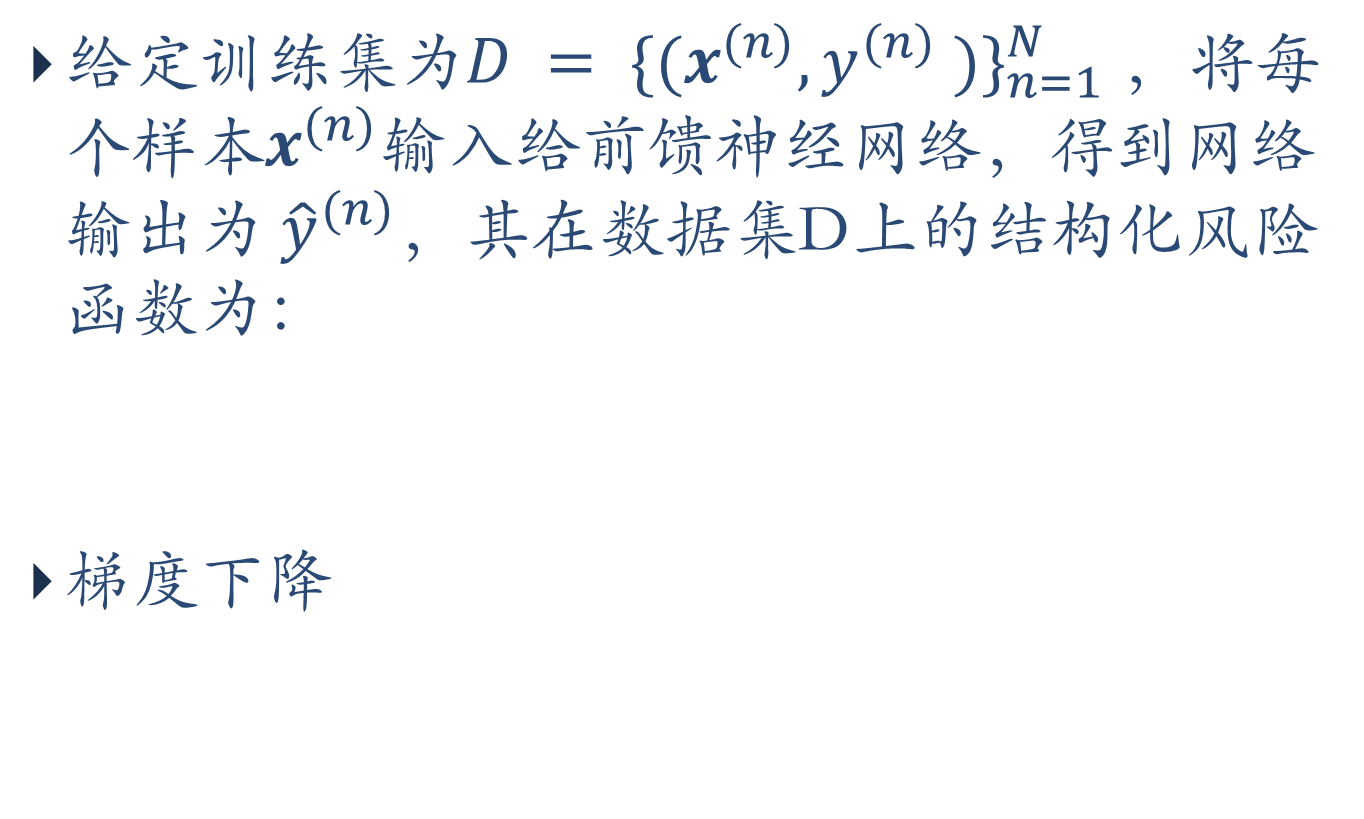 给定训练集为D = {(x^(n), y^(n) )}_{n=1}^N ，将每
个样本x^(n)输入给前馈神经网络，得到网络
输出为 ŷ^(n)，其在数据集D上的结构化风险
函数为：
梯度下降